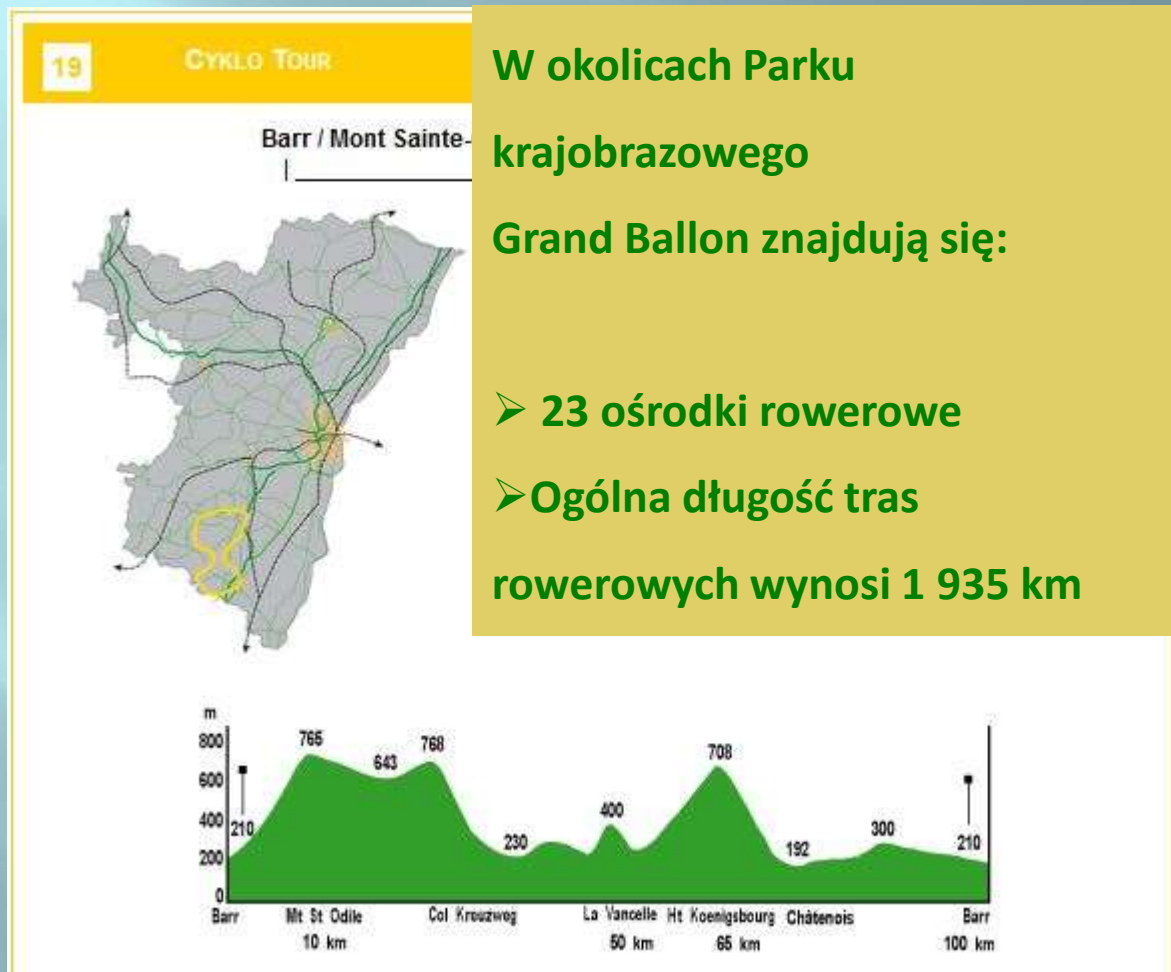 19 CYKLO TOUR
Barr / Mont Sainte-
W okolicach Parku
krajobrazowego
Grand Ballon znajdują się:
➢ 23 ośrodki rowerowe
➢Ogólna długość tras
rowerowych wynosi 1 935 km
m
800
600
400
200
0
210
765
643
768
230
400
708
192
300
210
Barr Mt St Odile Col Kreuzweg La Vancelle Ht Koenigsbourg Châtenois Barr
10 km 50 km 65 km 100 km